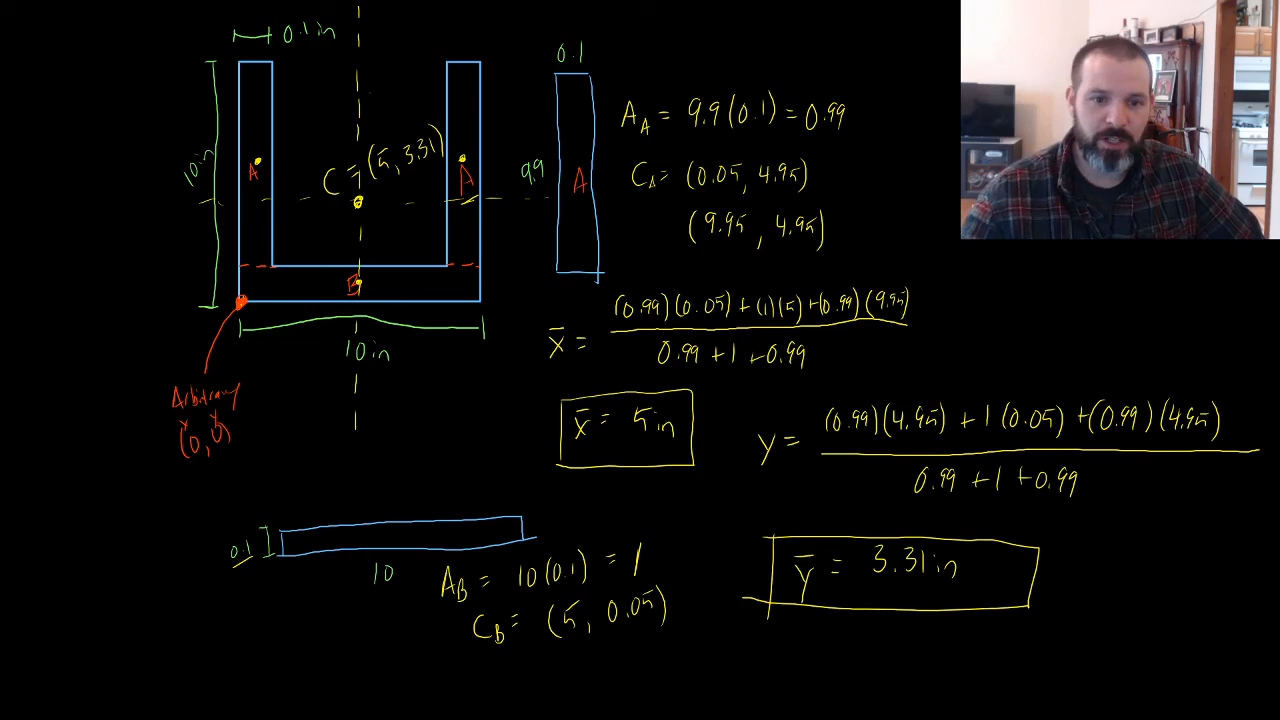 0.1 in
10 in
A
C = (5, 3.31)
A
B
10 in
Arbitrary
x y
(0, 0)
0.1
9.9
A
A_A = 9.9(0.1) = 0.99
C_A = (0.05, 4.95)
(9.95, 4.95)
x̄ = (0.99)(0.05) + (1)(5) + (0.99)(9.95)
0.99 + 1 + 0.99
x̄ = 5 in
y = (0.99)(4.95) + 1(0.05) + (0.99)(4.95)
0.99 + 1 + 0.99
ȳ = 3.31 in
0.1
10
A_B = 10(0.1) = 1
C_B = (5, 0.05)